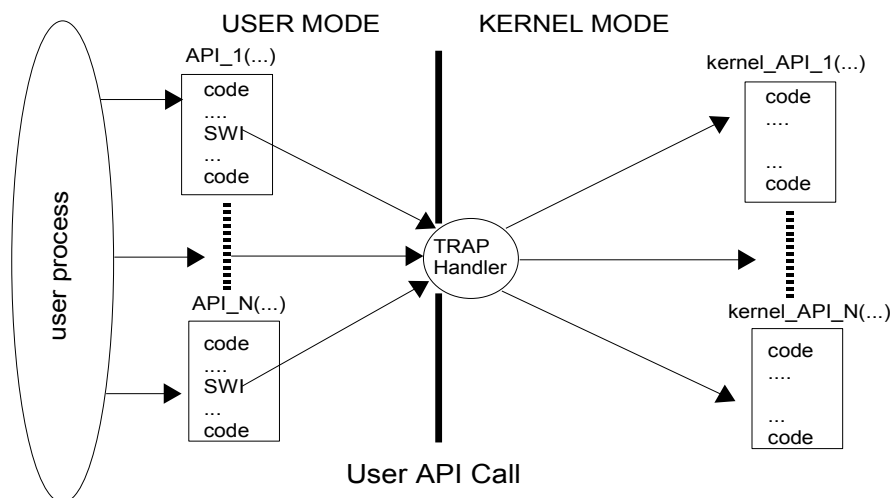 USER MODE
KERNEL MODE
API_1(...)
code
....
SWI
...
code
kernel_API_1(...)
code
....
...
code
user process
TRAP
Handler
API_N(...)
code
....
SWI
...
code
kernel_API_N(...)
code
....
...
code
User API Call